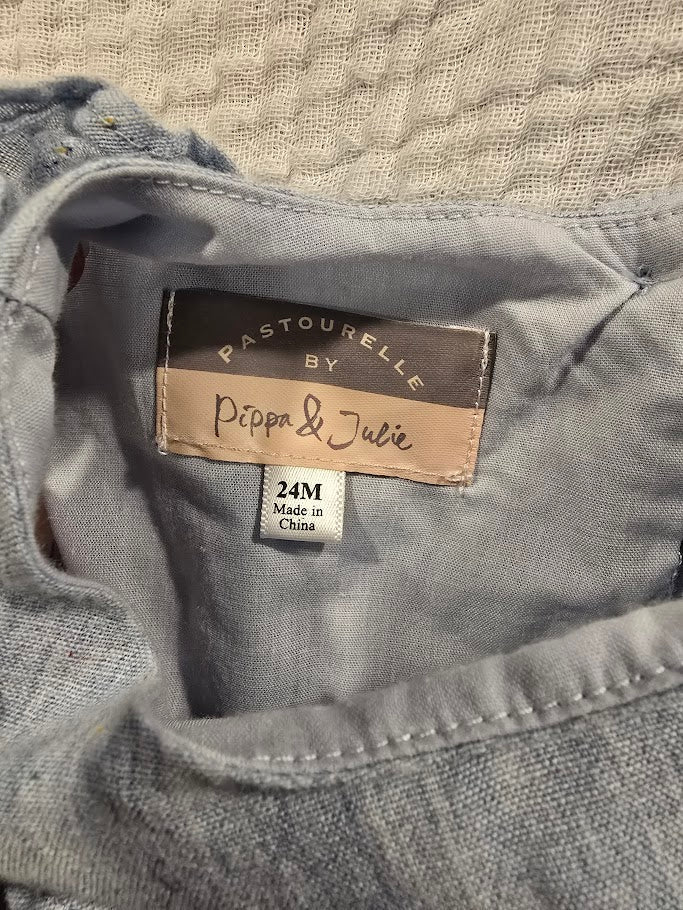 PASTOURELLE
BY
Pippa & Julie
24M
Made in
China